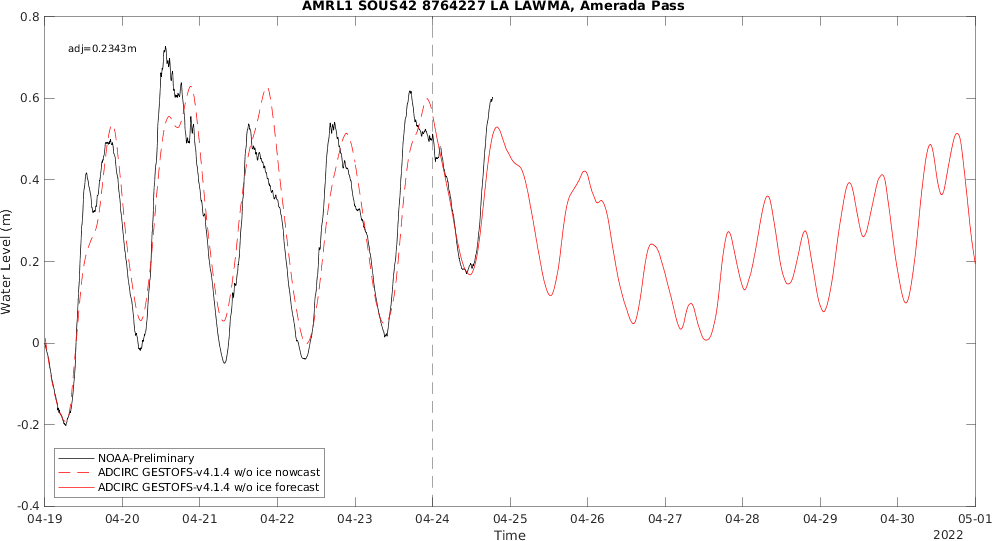 AMRL1 SOUS42 8764227 LA LAWMA, Amerada Pass
adj=0.2343m
Water Level (m)
0.8
0.6
0.4
0.2
0
-0.2
-0.4
NOAA-Preliminary
ADCIRC GESTOFS-v4.1.4 w/o ice nowcast
ADCIRC GESTOFS-v4.1.4 w/o ice forecast
04-19 04-20 04-21 04-22 04-23 04-24 04-25 04-26 04-27 04-28 04-29 04-30 05-01
Time
2022